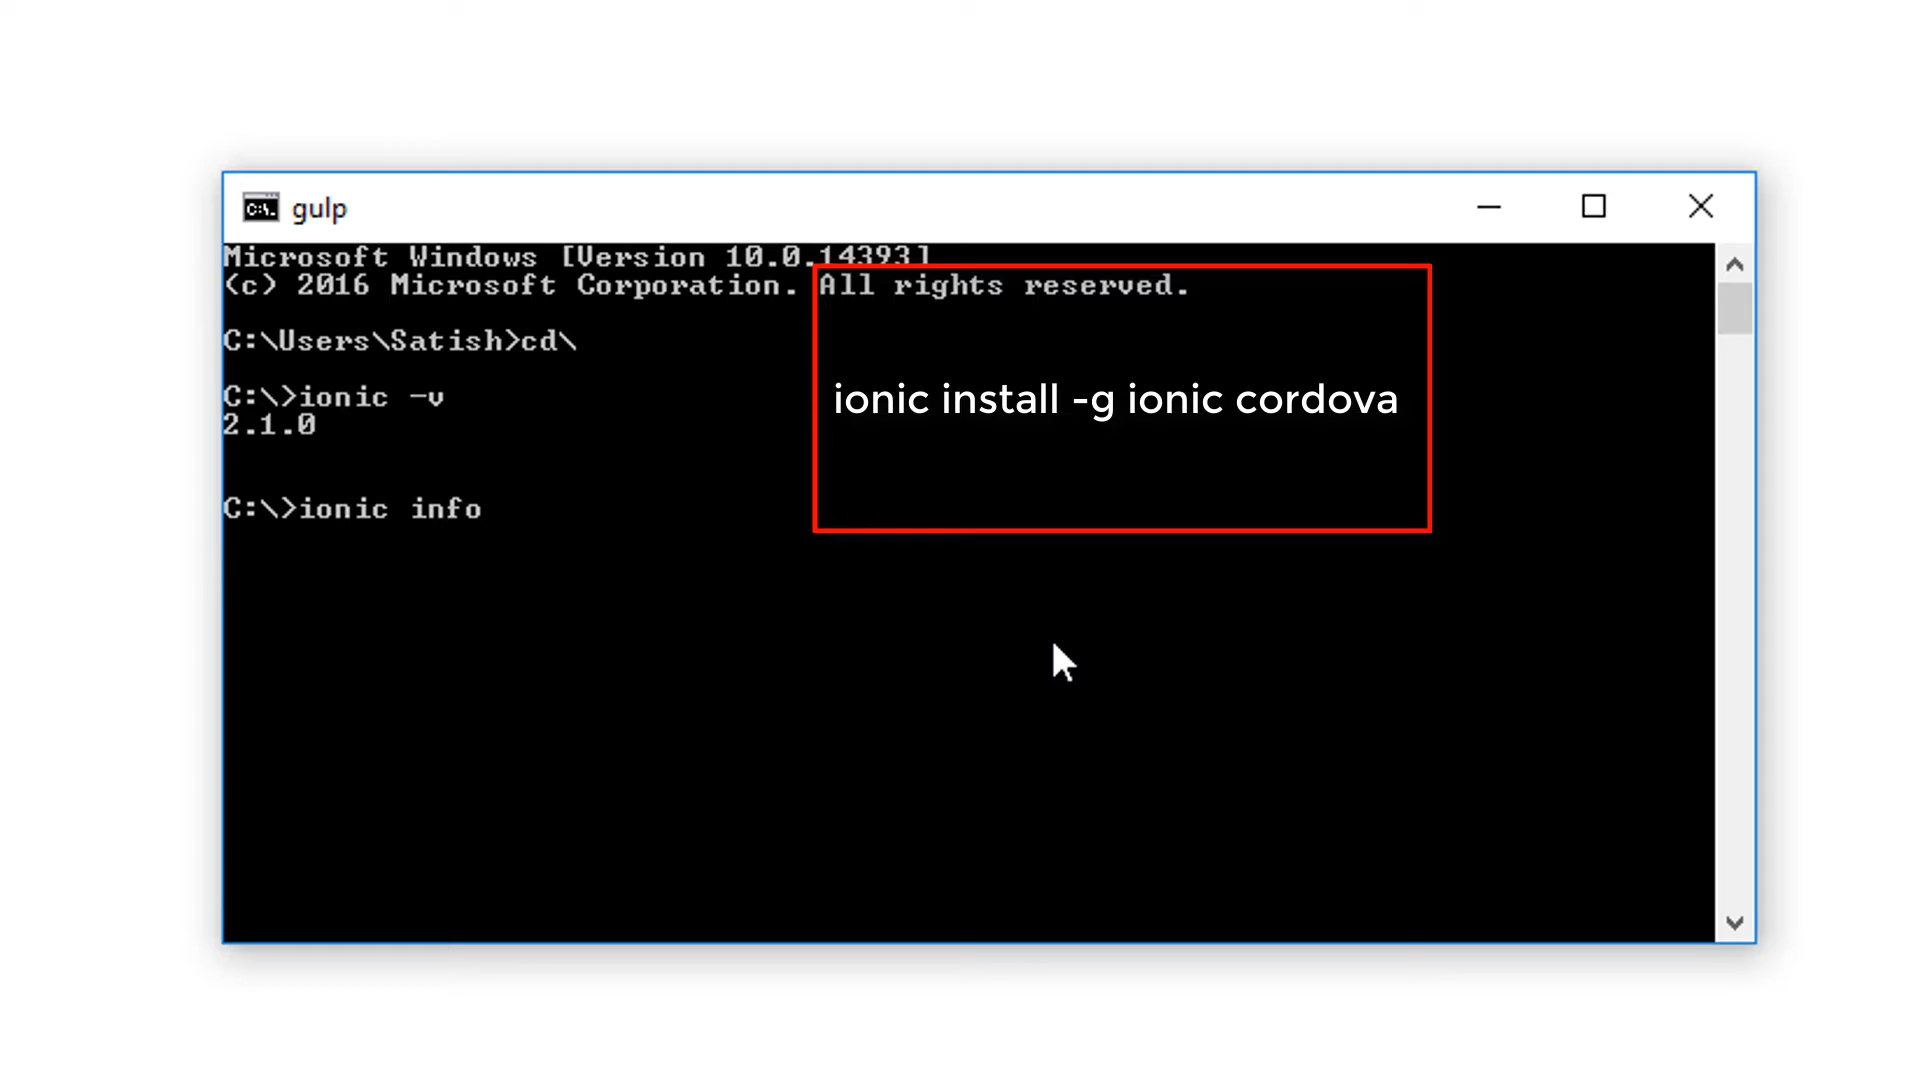 gulp
Microsoft Windows [Version 10.0.14393]
(c) 2016 Microsoft Corporation. All rights reserved.
C:\Users\Satish>cd\
C:\>ionic -v
2.1.0
ionic install -g ionic cordova
C:\>ionic info